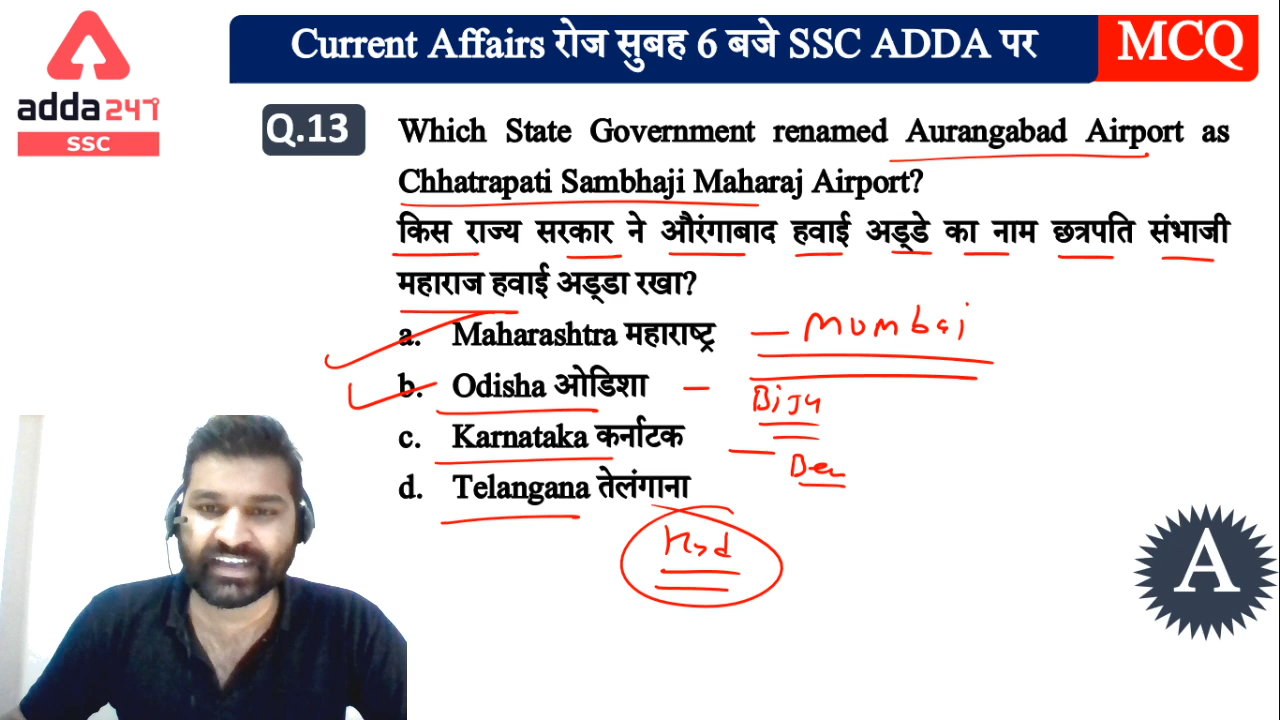 Current Affairs रोज सुबह 6 बजे SSC ADDA पर
MCQ
adda247
SSC
Q.13
Which State Government renamed Aurangabad Airport as
Chhatrapati Sambhaji Maharaj Airport?
किस राज्य सरकार ने औरंगाबाद हवाई अड्डे का नाम छत्रपति संभाजी
महाराज हवाई अड्डा रखा?
a. Maharashtra महाराष्ट्र - Mumbai
b. Odisha ओडिशा -
Biju
c. Karnataka कर्नाटक -
d. Telangana तेलंगाना
Hyd
A